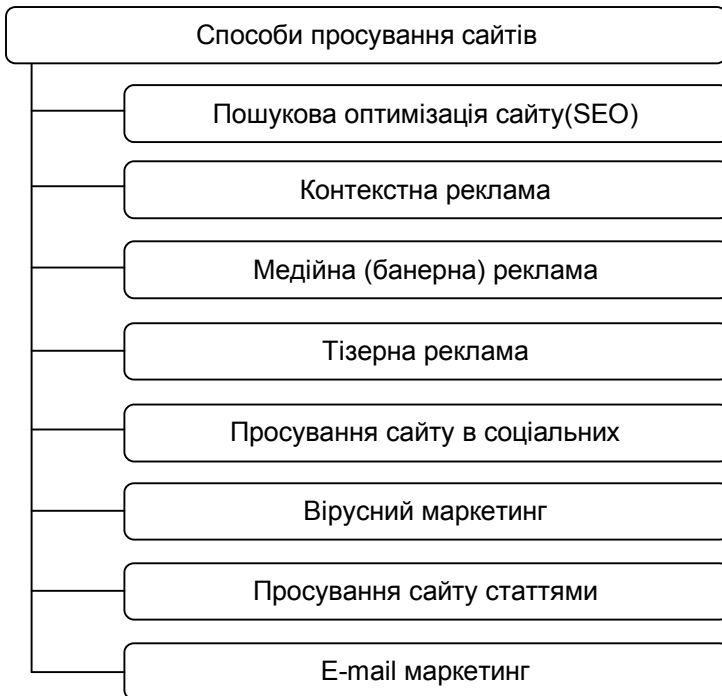 Способи просування сайтів
Пошукова оптимізація сайту(SEO)
Контекстна реклама
Медійна (банерна) реклама
Тізерна реклама
Просування сайту в соціальних
Вірусний маркетинг
Просування сайту статтями
E-mail маркетинг